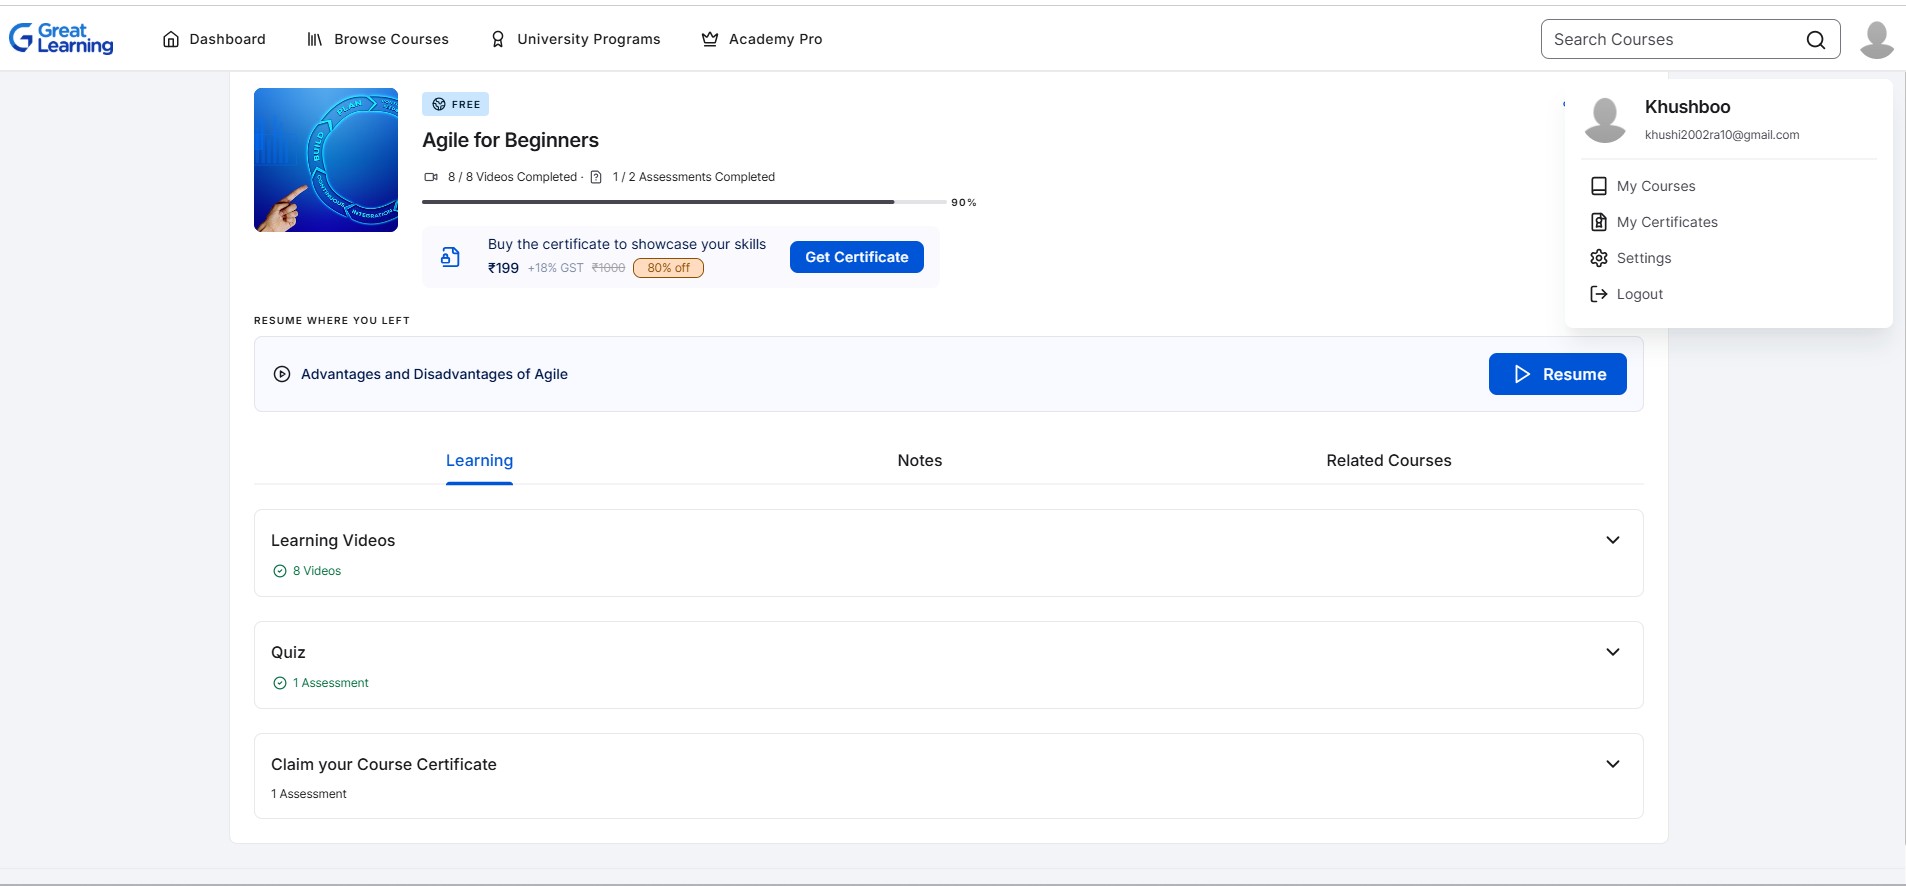 Great Learning
Dashboard
Browse Courses
University Programs
Academy Pro
Search Courses
Khushboo
khushi2002ra10@gmail.com
My Courses
My Certificates
Settings
Logout
PLAN
BUILD
CONTINUOUS
INTEGRATION
FREE
Agile for Beginners
8 / 8 Videos Completed · 1 / 2 Assessments Completed
90%
Buy the certificate to showcase your skills
₹199 +18% GST ₹1000 80% off
Get Certificate
RESUME WHERE YOU LEFT
Advantages and Disadvantages of Agile
Resume
Learning
Notes
Related Courses
Learning Videos
8 Videos
Quiz
1 Assessment
Claim your Course Certificate
1 Assessment